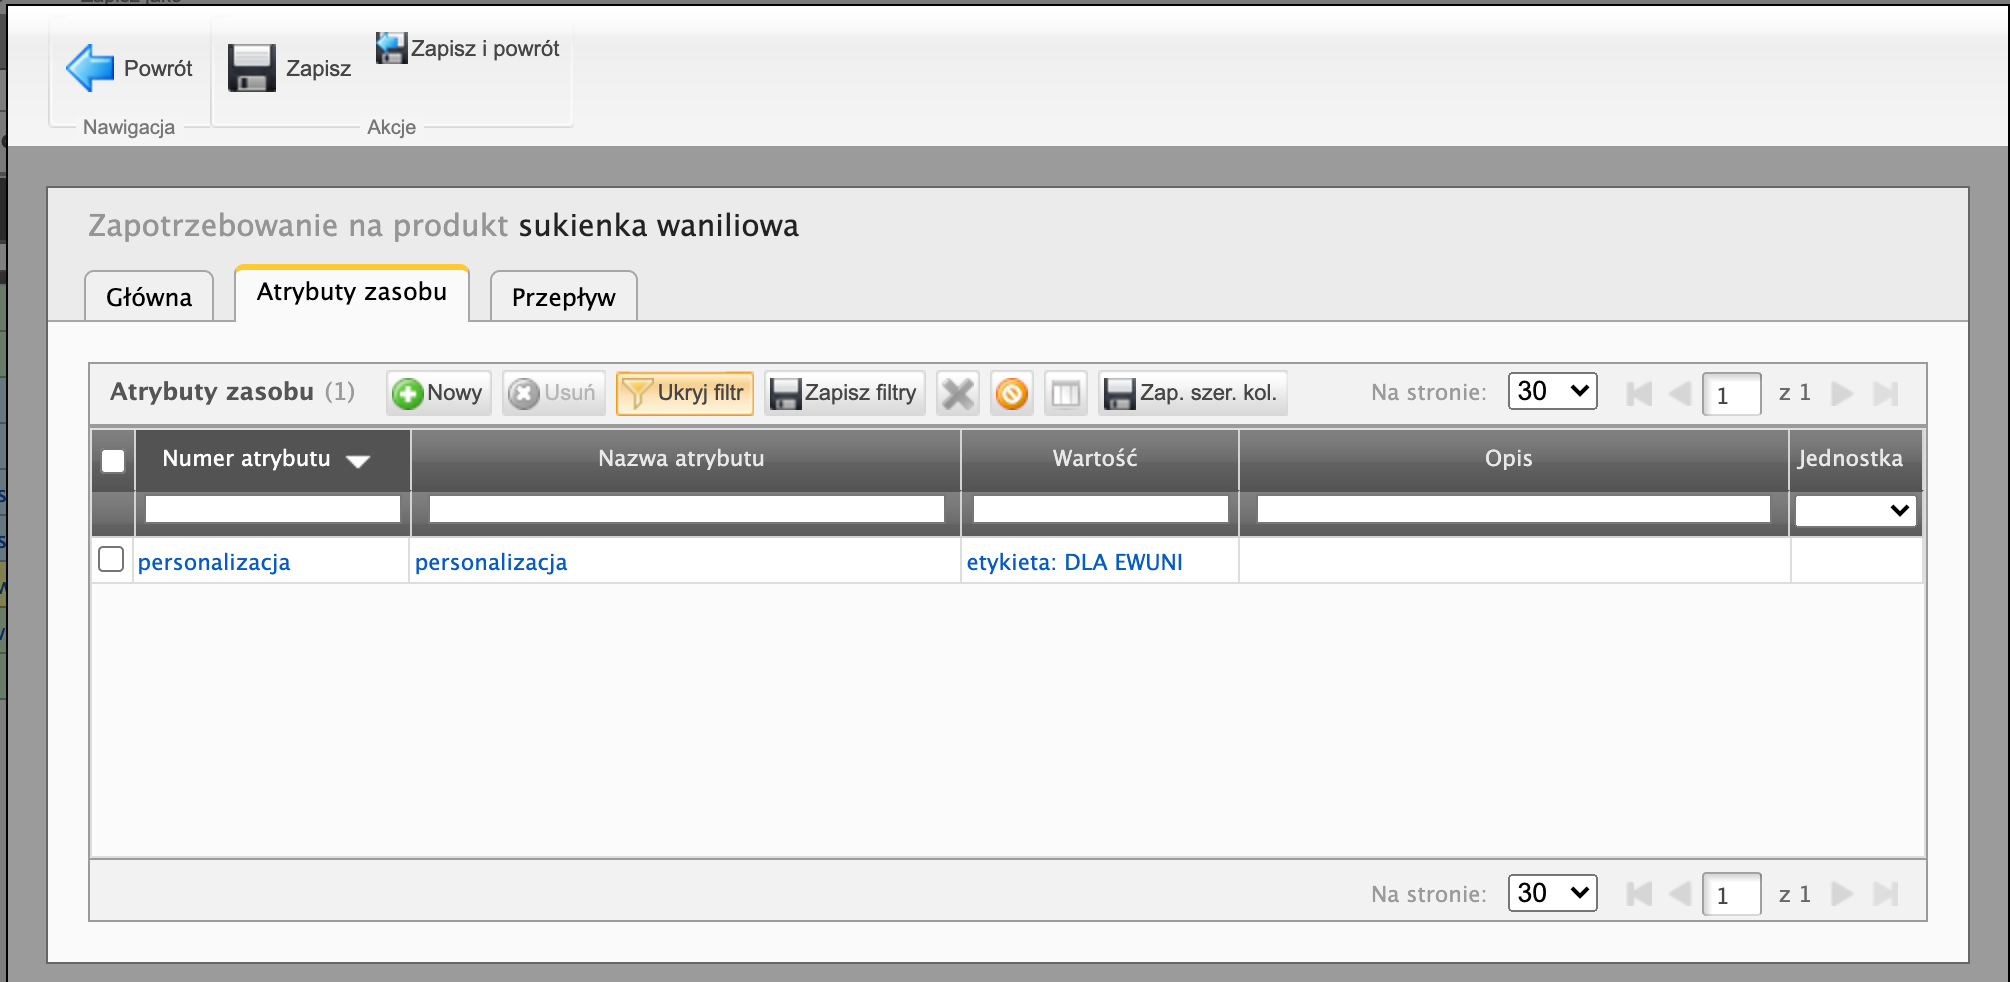 Powrót
Zapisz
Zapisz i powrót
Nawigacja
Akcje
Zapotrzebowanie na produkt sukienka waniliowa
Główna
Atrybuty zasobu
Przepływ
Atrybuty zasobu (1)
Nowy
Usuń
Ukryj filtr
Zapisz filtry
Zap. szer. kol.
Na stronie: 30
1 z 1
Numer atrybutu
Nazwa atrybutu
Wartość
Opis
Jednostka
personalizacja
personalizacja
etykieta: DLA EWUNI
Na stronie: 30
1 z 1